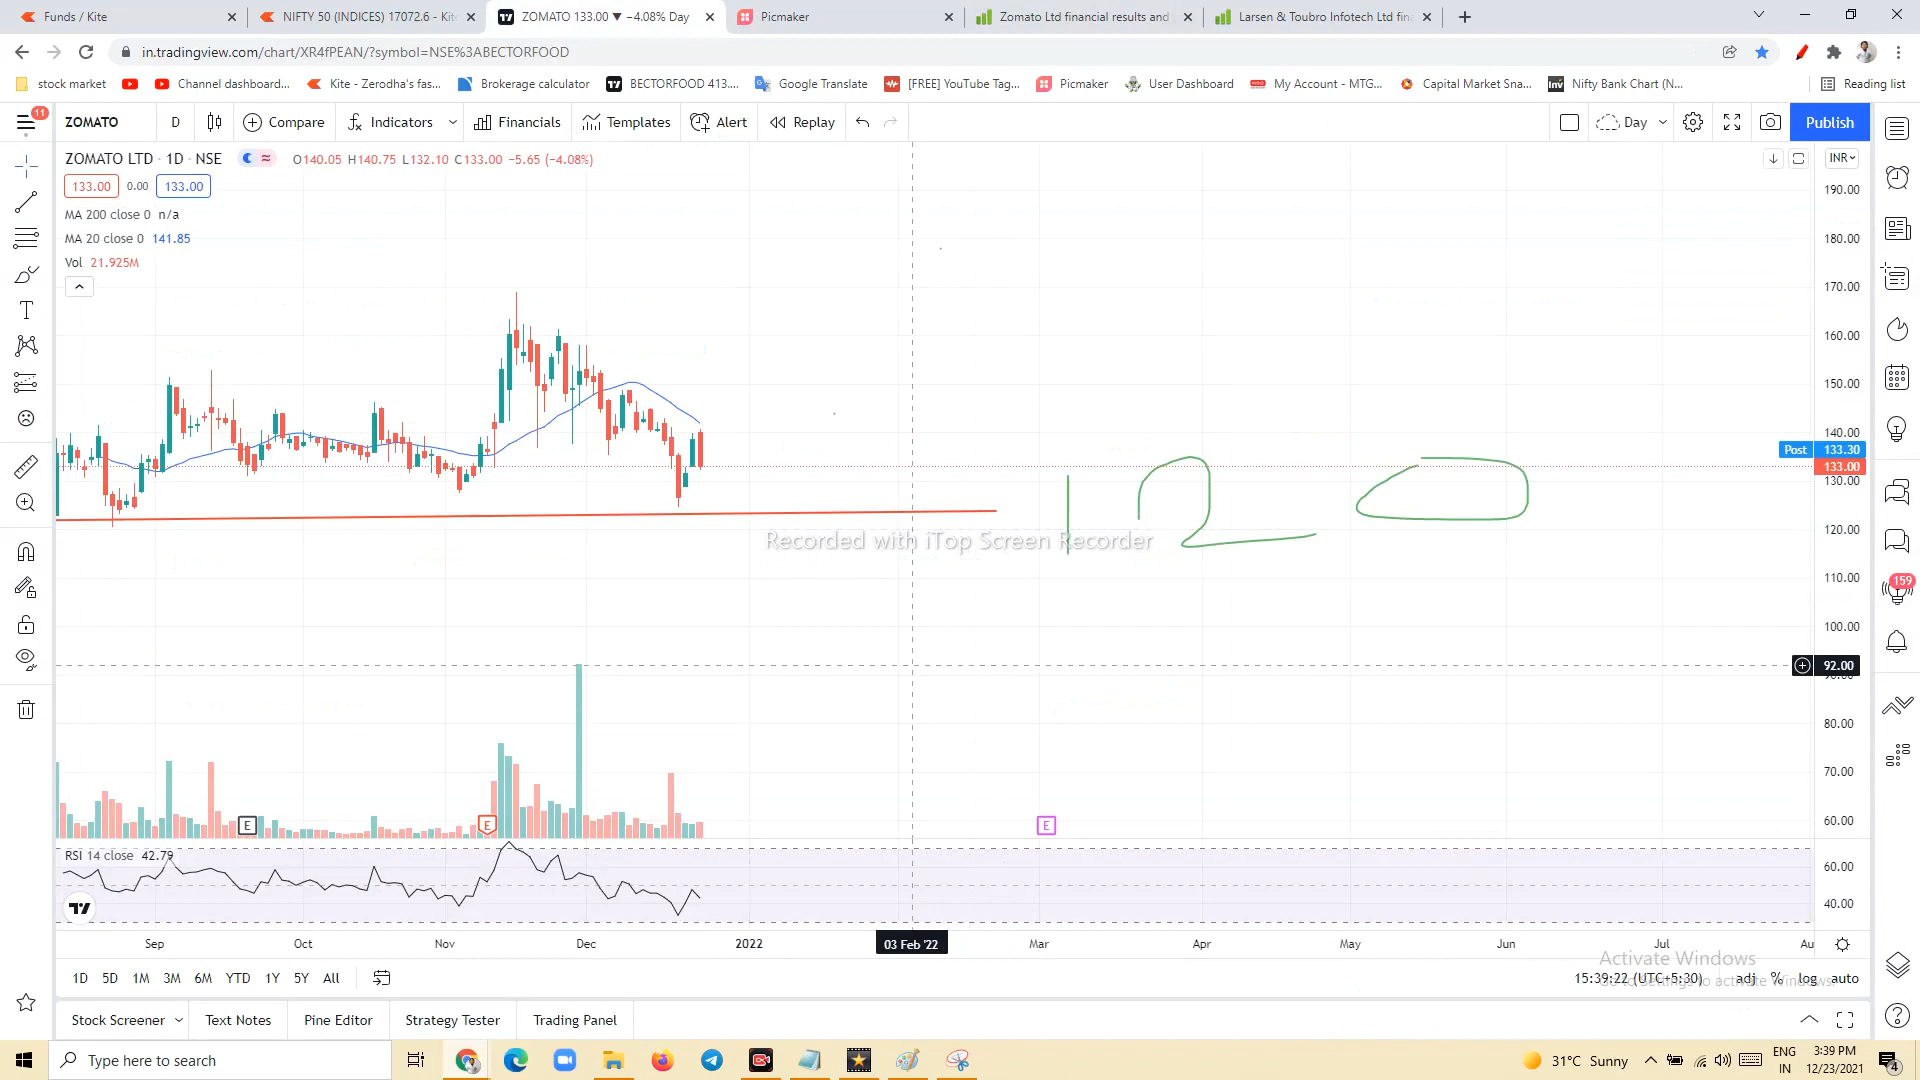 Funds / Kite
NIFTY 50 (INDICES) 17072.6 - Kite
ZOMATO 133.00 ▼ −4.08% Day
Picmaker
Zomato Ltd financial results and
Larsen & Toubro Infotech Ltd fin
in.tradingview.com/chart/XR4fPEAN/?symbol=NSE%3ABECTORFOOD
stock market
Channel dashboard...
Kite - Zerodha's fas...
Brokerage calculator
BECTORFOOD 413....
Google Translate
[FREE] YouTube Tag...
Picmaker
User Dashboard
My Account - MTG...
Capital Market Sna...
Nifty Bank Chart (N...
Reading list
11
ZOMATO
D
Compare
Indicators
Financials
Templates
Alert
Replay
Day
Publish
ZOMATO LTD · 1D · NSE
O140.05 H140.75 L132.10 C133.00 −5.65 (−4.08%)
INR
133.00 0.00 133.00
MA 200 close 0 n/a
MA 20 close 0 141.85
Vol 21.925M
190.00
180.00
170.00
160.00
150.00
140.00
Post 133.30
133.00
130.00
120.00
110.00
100.00
92.00
80.00
70.00
60.00
120
Recorded with iTop Screen Recorder
E
E
E
RSI 14 close 42.79
60.00
40.00
Sep
Oct
Nov
Dec
2022
03 Feb '22
Mar
Apr
May
Jun
Jul
Au
159
Activate Windows
Go to Settings to activate Windows.
1D 5D 1M 3M 6M YTD 1Y 5Y All
15:39:22 (UTC+5:30)
adj % log auto
Stock Screener
Text Notes
Pine Editor
Strategy Tester
Trading Panel
Type here to search
31°C Sunny
ENG
IN
3:39 PM
12/23/2021
4